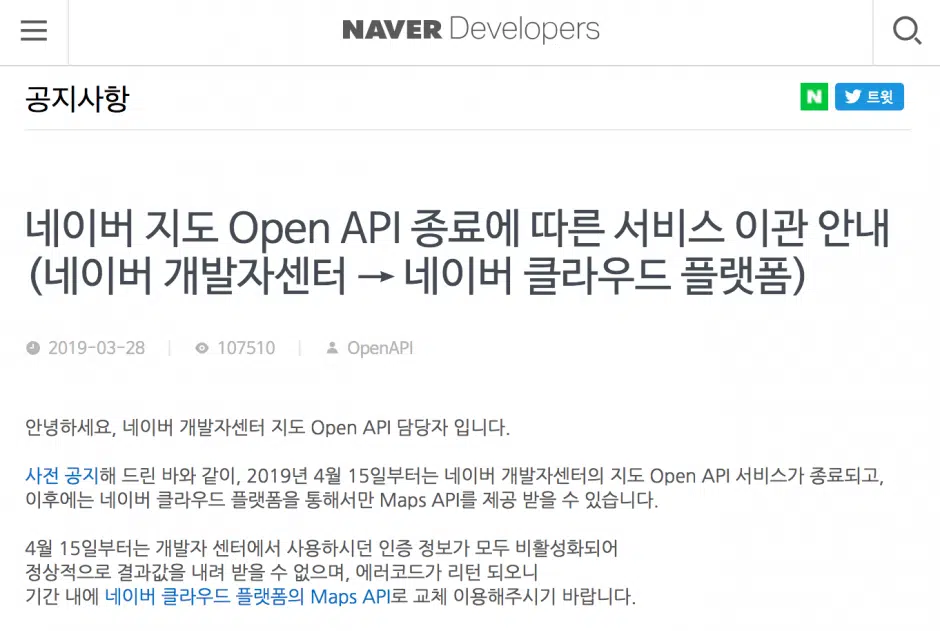 NAVER Developers
공지사항
N 트윗
네이버 지도 Open API 종료에 따른 서비스 이관 안내
(네이버 개발자센터 → 네이버 클라우드 플랫폼)
2019-03-28 | 107510 | OpenAPI
안녕하세요, 네이버 개발자센터 지도 Open API 담당자 입니다.
사전 공지해 드린 바와 같이, 2019년 4월 15일부터는 네이버 개발자센터의 지도 Open API 서비스가 종료되고,
이후에는 네이버 클라우드 플랫폼을 통해서만 Maps API를 제공 받을 수 있습니다.
4월 15일부터는 개발자 센터에서 사용하시던 인증 정보가 모두 비활성화되어
정상적으로 결과값을 내려 받을 수 없으며, 에러코드가 리턴 되오니
기간 내에 네이버 클라우드 플랫폼의 Maps API로 교체 이용해주시기 바랍니다.